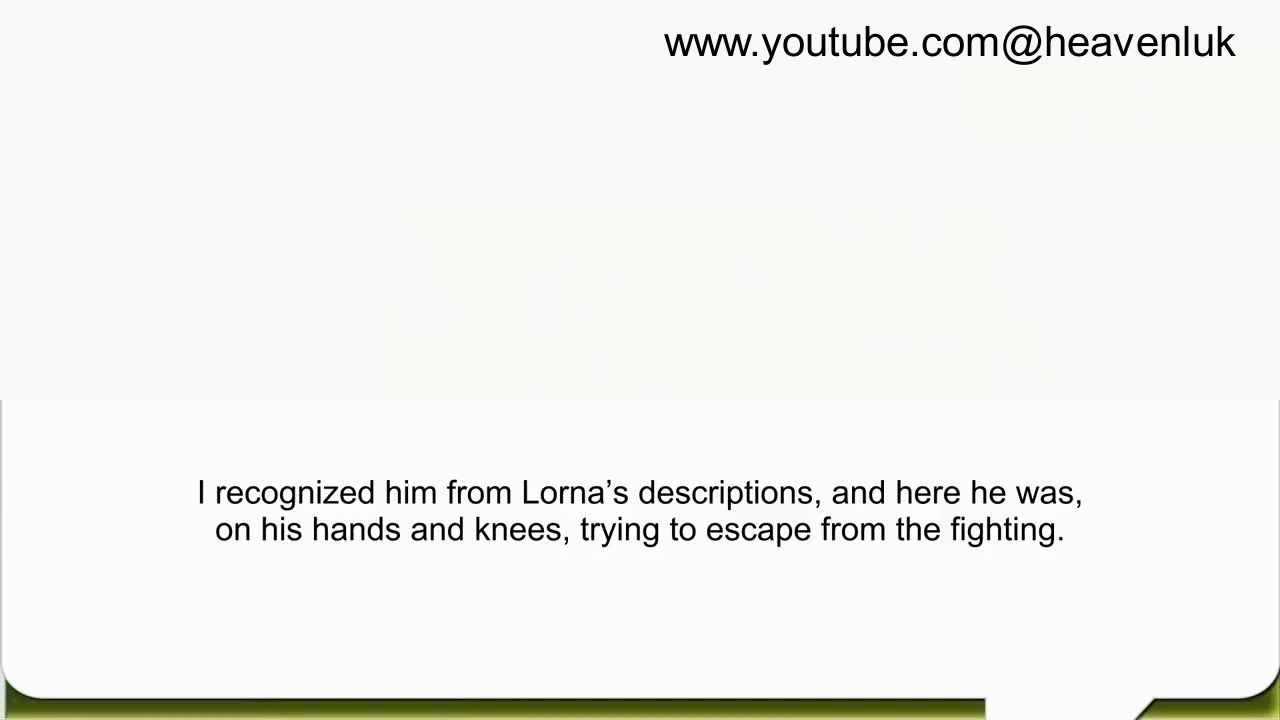 www.youtube.com@heavenluk
I recognized him from Lorna’s descriptions, and here he was,
on his hands and knees, trying to escape from the fighting.